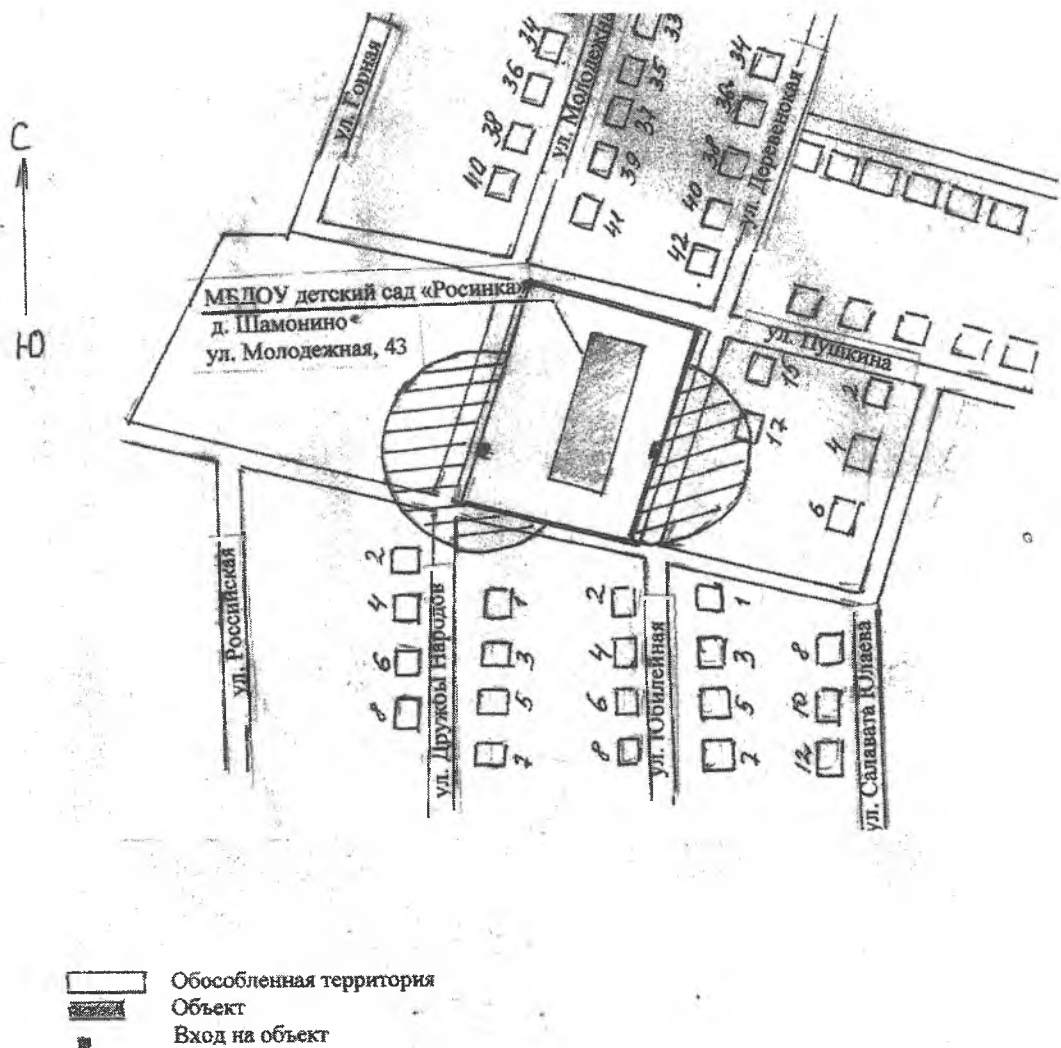 С
Ю
ул. Горная
34
36
38
40
ул. Молодежная
33
35
37
39
41
34
36
38
40
42
ул. Деревенская
МБДОУ детский сад «Росинка»
д. Шамонино
ул. Молодежная, 43
ул. Пушкина
15
17
2
4
6
ул. Российская
2
4
6
8
ул. Дружбы Народов
1
3
5
7
2
4
6
8
ул. Юбилейная
1
3
5
7
8
10
12
ул. Салавата Юлаева
Обособленная территория
Объект
Вход на объект